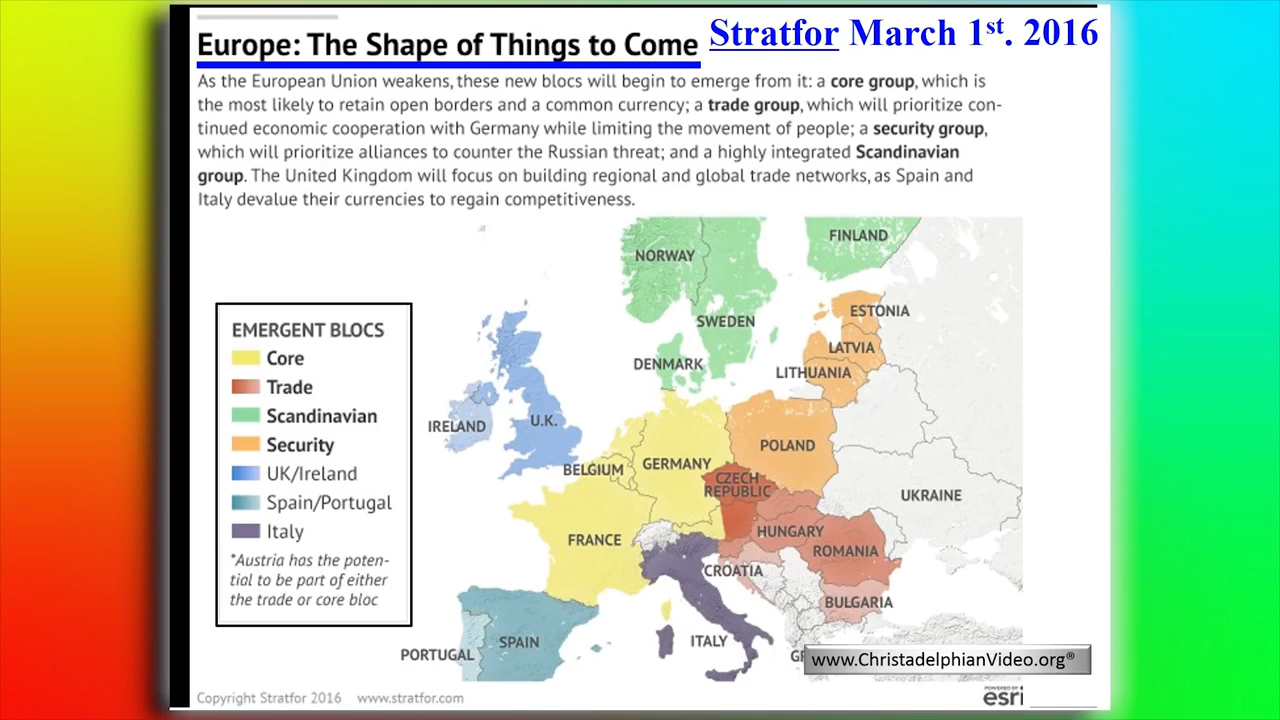 Europe: The Shape of Things to Come
Stratfor March 1st. 2016
As the European Union weakens, these new blocs will begin to emerge from it: a core group, which is
the most likely to retain open borders and a common currency; a trade group, which will prioritize con-
tinued economic cooperation with Germany while limiting the movement of people; a security group,
which will prioritize alliances to counter the Russian threat; and a highly integrated Scandinavian
group. The United Kingdom will focus on building regional and global trade networks, as Spain and
Italy devalue their currencies to regain competitiveness.
FINLAND
NORWAY
SWEDEN
ESTONIA
LATVIA
LITHUANIA
DENMARK
IRELAND
U.K.
BELGIUM
GERMANY
POLAND
CZECH
REPUBLIC
UKRAINE
FRANCE
HUNGARY
ROMANIA
CROATIA
BULGARIA
PORTUGAL
SPAIN
ITALY
EMERGENT BLOCS
Core
Trade
Scandinavian
Security
UK/Ireland
Spain/Portugal
Italy
*Austria has the poten-
tial to be part of either
the trade or core bloc
www.ChristadelphianVideo.org®
Copyright Stratfor 2016 www.stratfor.com
POWERED BY
esri